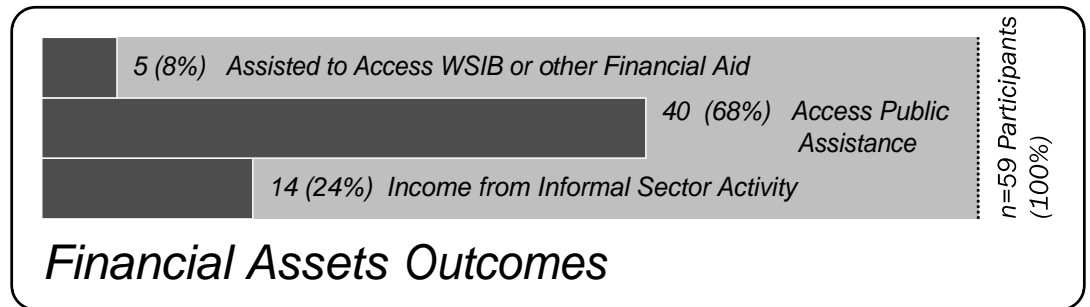 5 (8%) Assisted to Access WSIB or other Financial Aid
40 (68%) Access Public
Assistance
14 (24%) Income from Informal Sector Activity
n=59 Participants
(100%)
Financial Assets Outcomes